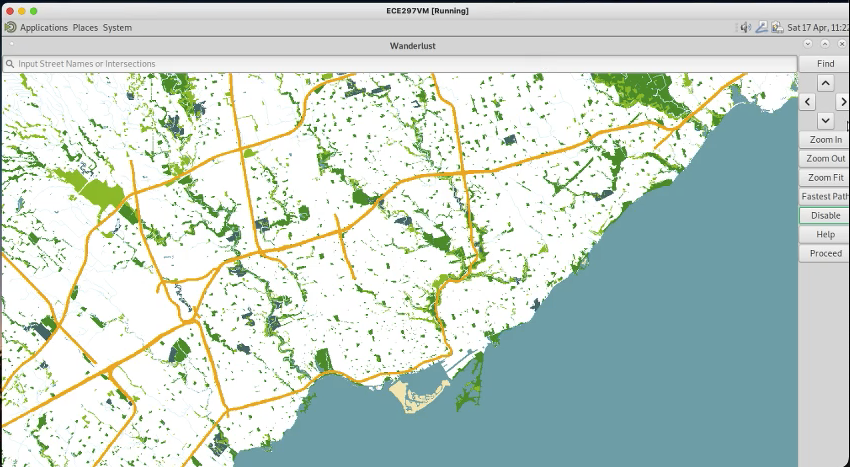 ECE297VM [Running]
Applications Places System
Sat 17 Apr, 11:22
Wanderlust
Input Street Names or Intersections
Find
Zoom In
Zoom Out
Zoom Fit
Fastest Path
Disable
Help
Proceed